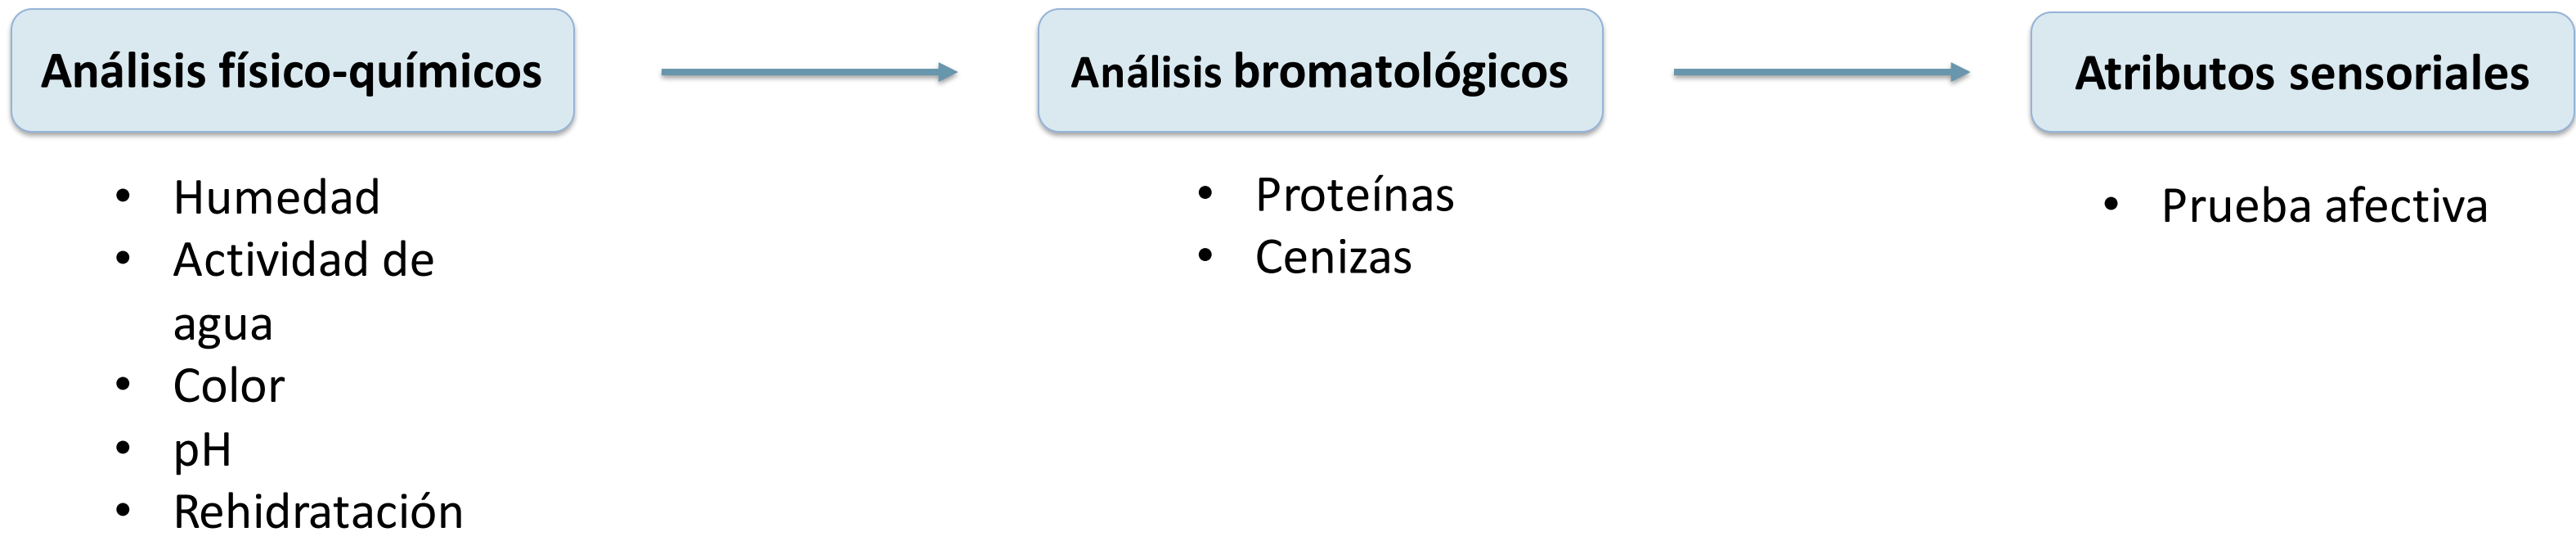 Análisis físico-químicos
• Humedad
• Actividad de
agua
• Color
• pH
• Rehidratación
Análisis bromatológicos
• Proteínas
• Cenizas
Atributos sensoriales
• Prueba afectiva